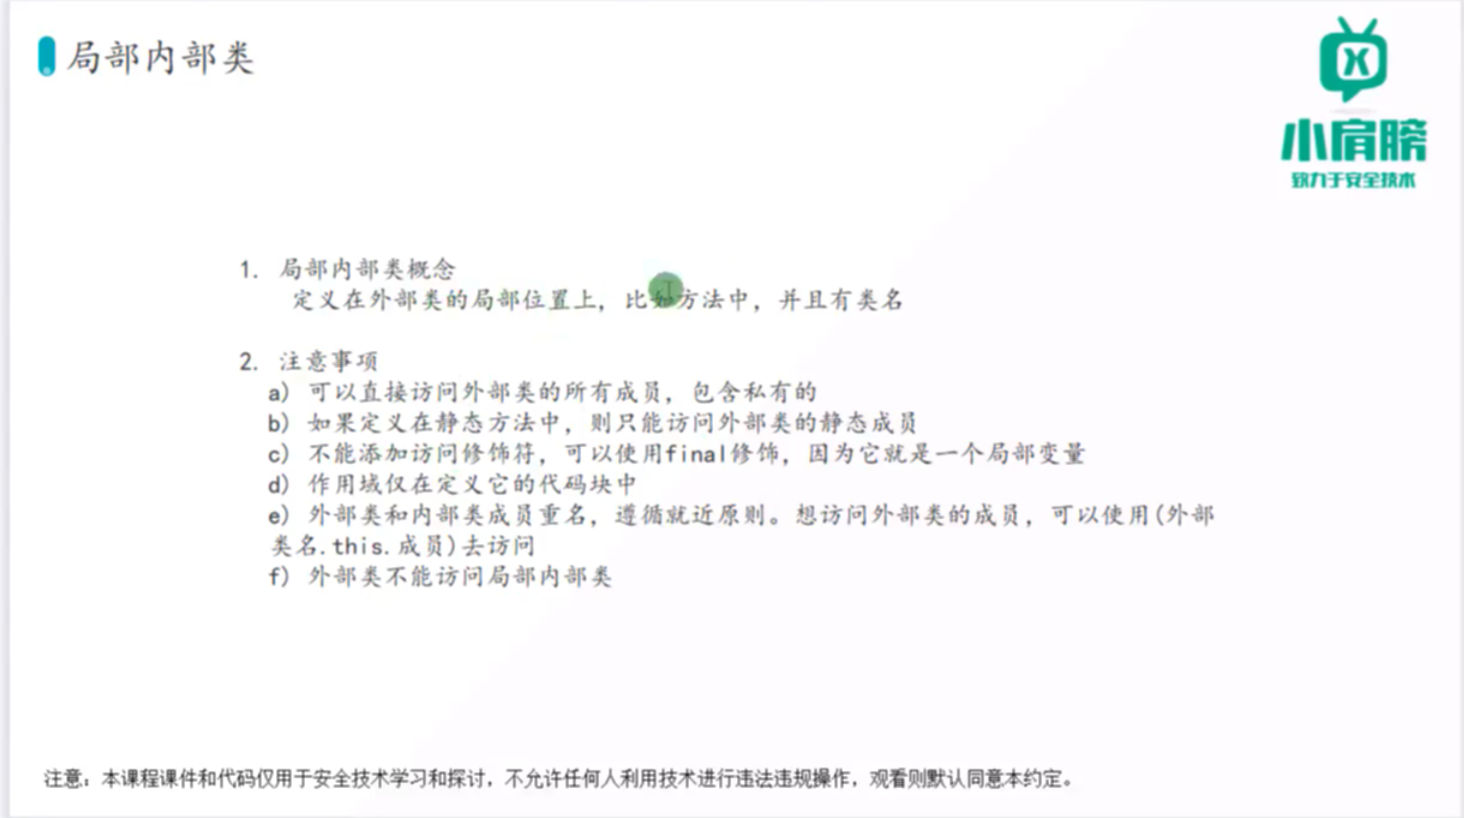 局部内部类
小肩膀
致力于安全技术
1. 局部内部类概念
定义在外部类的局部位置上，比如方法中，并且有类名
2. 注意事项
a) 可以直接访问外部类的所有成员，包含私有的
b) 如果定义在静态方法中，则只能访问外部类的静态成员
c) 不能添加访问修饰符，可以使用final修饰，因为它就是一个局部变量
d) 作用域仅在定义它的代码块中
e) 外部类和内部类成员重名，遵循就近原则。想访问外部类的成员，可以使用(外部
类名.this.成员)去访问
f) 外部类不能访问局部内部类
注意：本课程课件和代码仅用于安全技术学习和探讨，不允许任何人利用技术进行违法违规操作，观看则默认同意本约定。